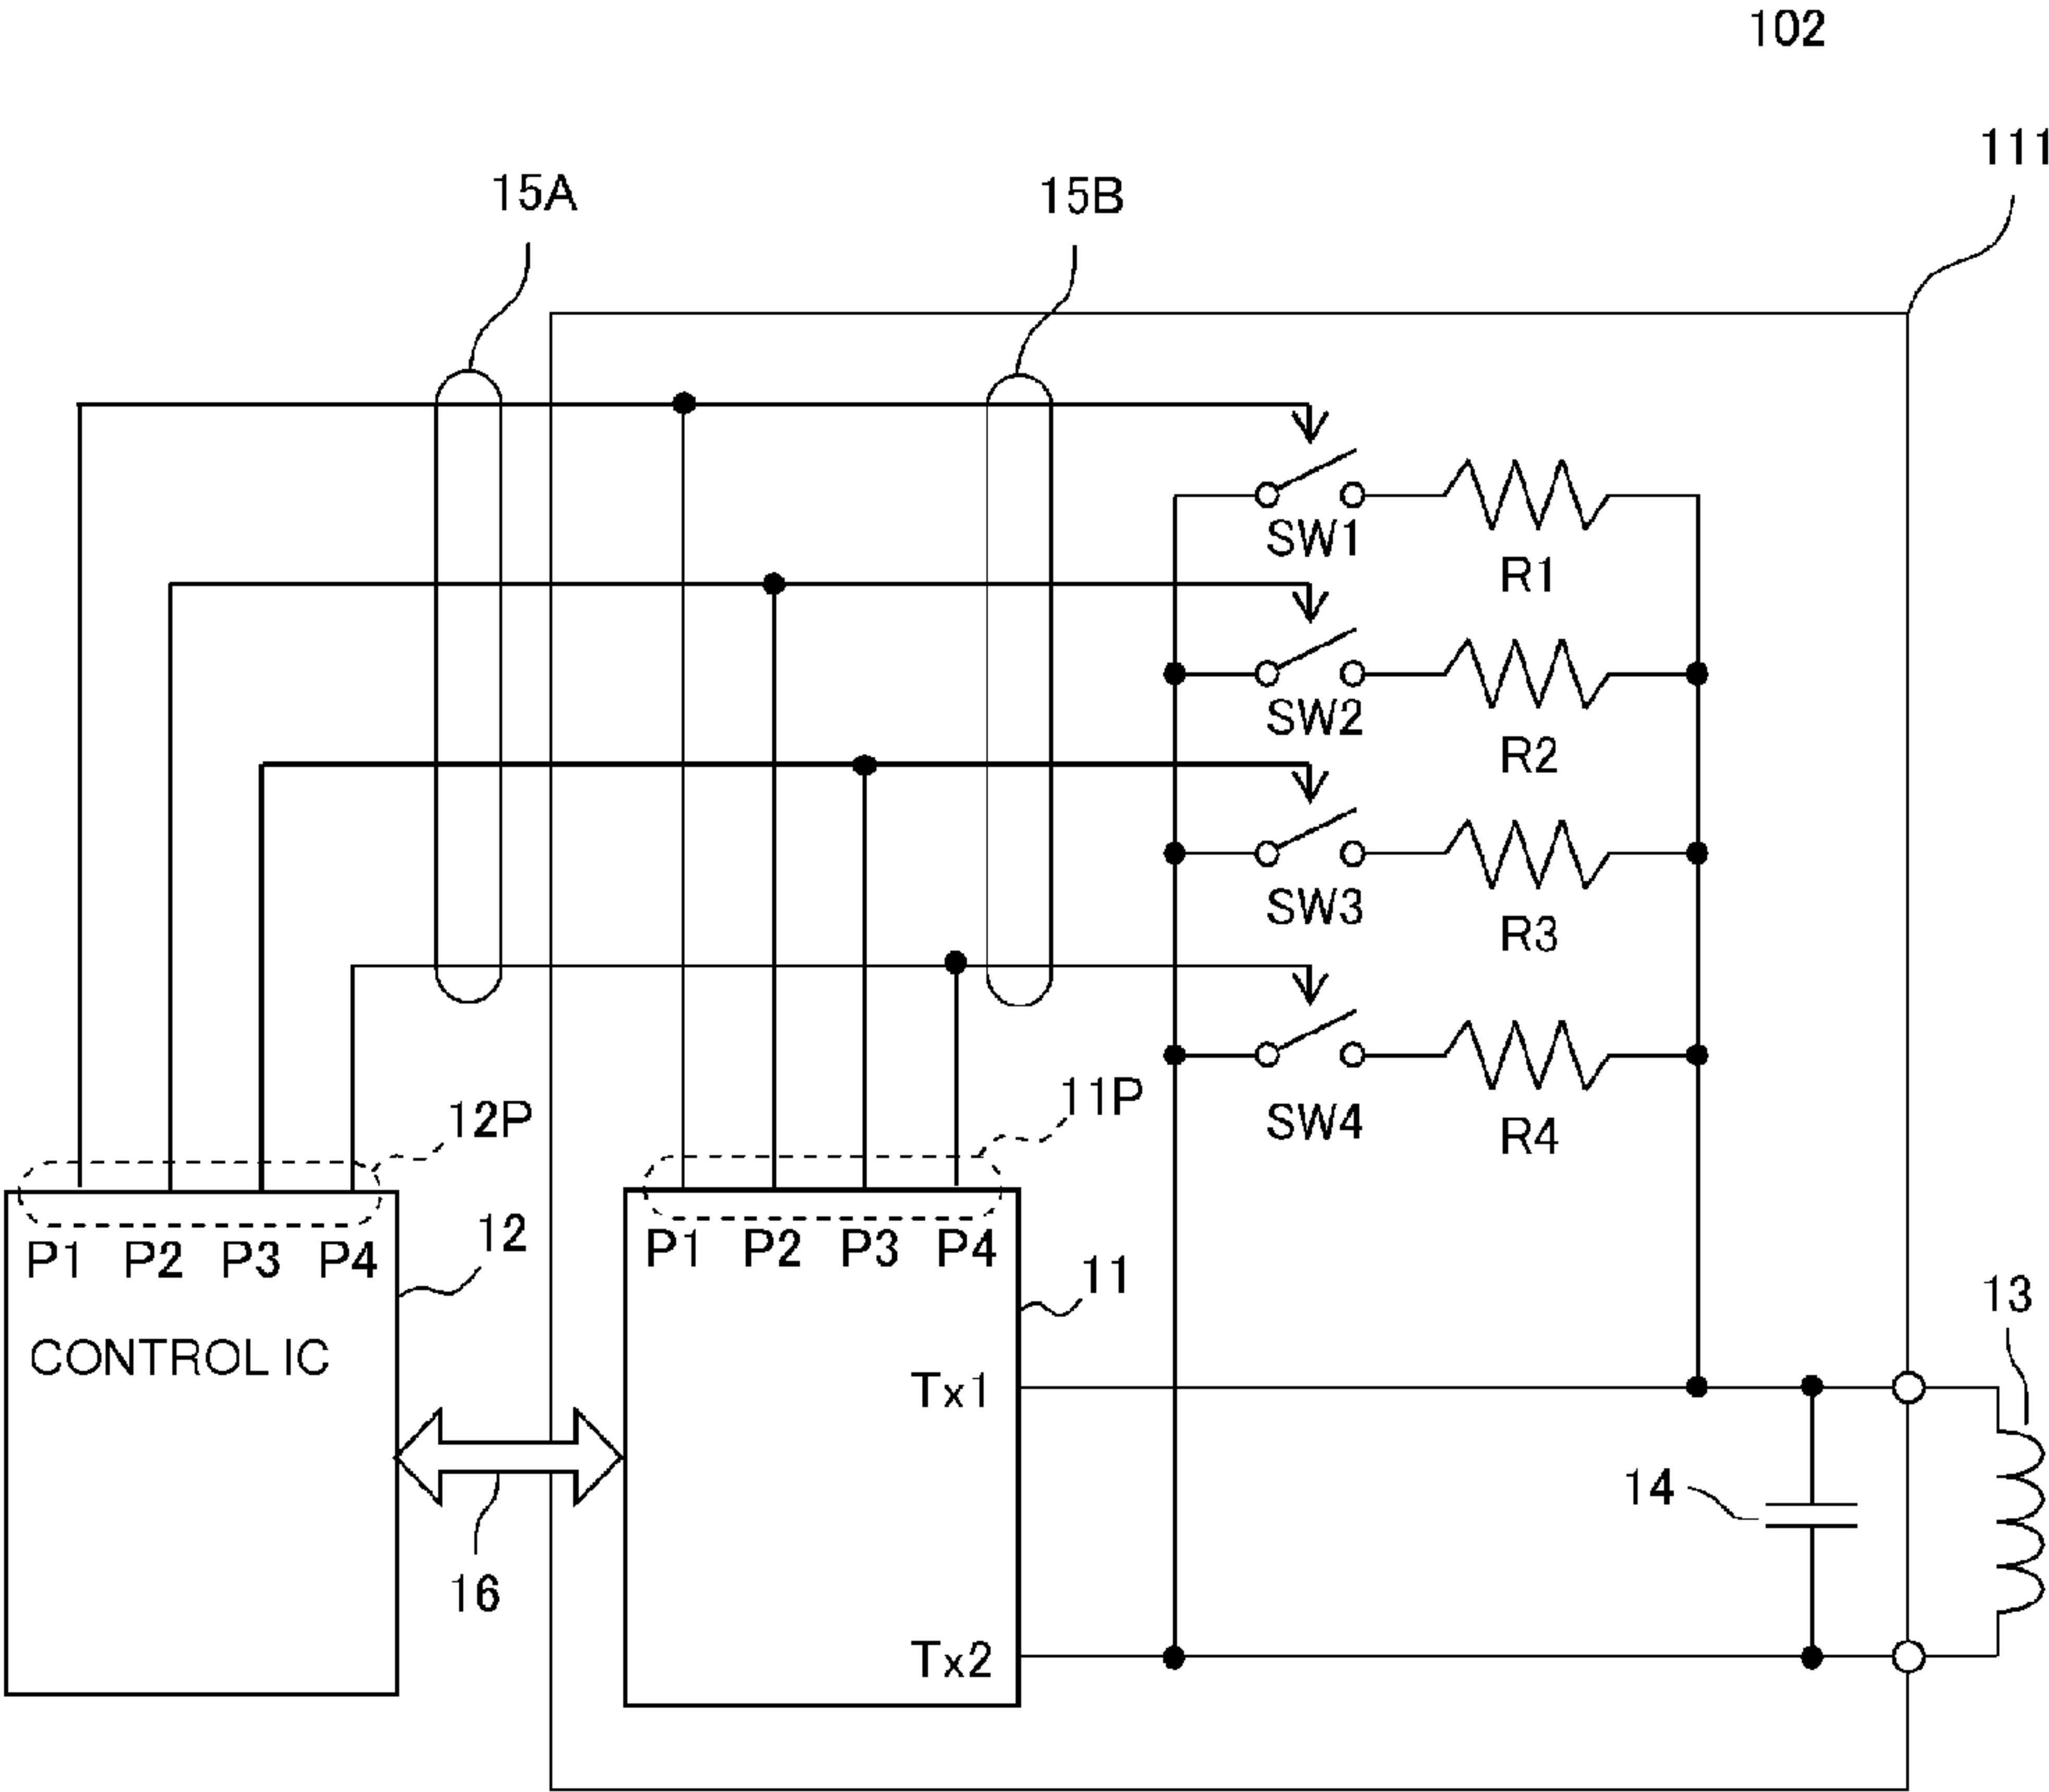 102
111
15A
15B
SW1
R1
SW2
R2
SW3
R3
SW4
R4
12P
11P
12
P1 P2 P3 P4
CONTROL IC
P1 P2 P3 P4
11
Tx1
13
14
16
Tx2